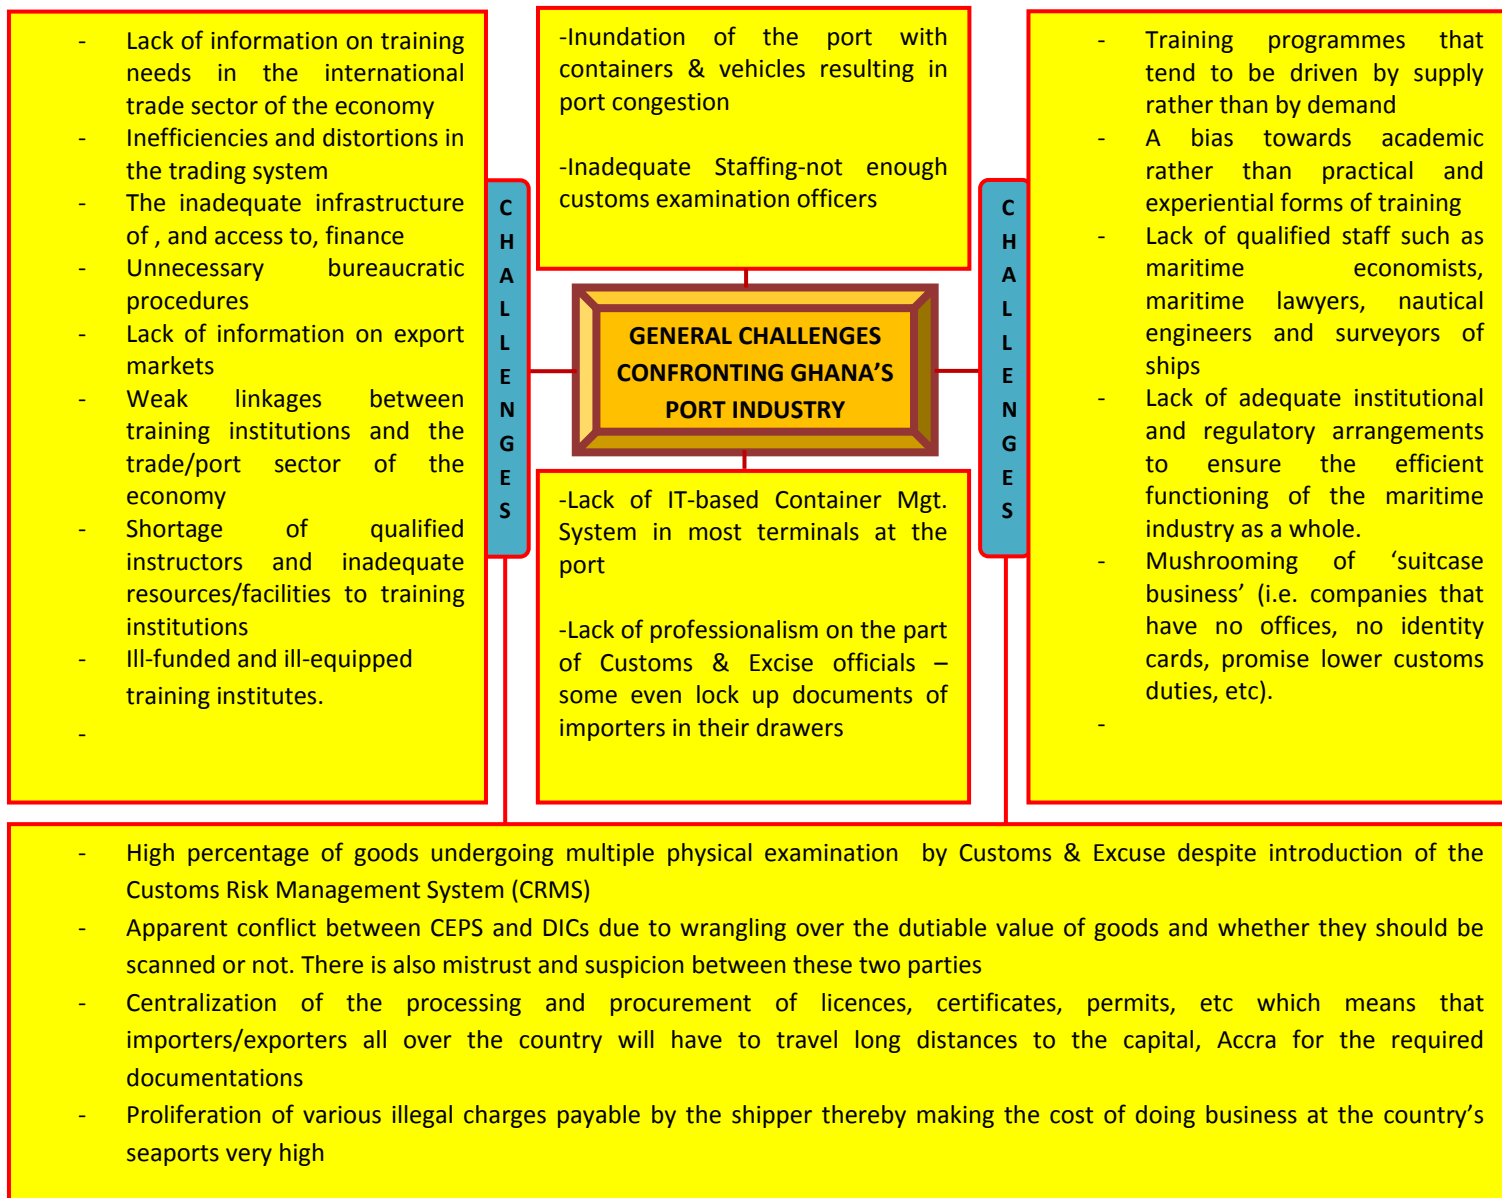 - Lack of information on training
needs in the international
trade sector of the economy
- Inefficiencies and distortions in
the trading system
- The inadequate infrastructure
of , and access to, finance
- Unnecessary bureaucratic
procedures
- Lack of information on export
markets
- Weak linkages between
training institutions and the
trade/port sector of the
economy
- Shortage of qualified
instructors and inadequate
resources/facilities to training
institutions
- Ill-funded and ill-equipped
training institutes.
-
C
H
A
L
L
E
N
G
E
S
-Inundation of the port with
containers & vehicles resulting in
port congestion
-Inadequate Staffing-not enough
customs examination officers
GENERAL CHALLENGES
CONFRONTING GHANA’S
PORT INDUSTRY
-Lack of IT-based Container Mgt.
System in most terminals at the
port
-Lack of professionalism on the part
of Customs & Excise officials –
some even lock up documents of
importers in their drawers
C
H
A
L
L
E
N
G
E
S
- Training programmes that
tend to be driven by supply
rather than by demand
- A bias towards academic
rather than practical and
experiential forms of training
- Lack of qualified staff such as
maritime economists,
maritime lawyers, nautical
engineers and surveyors of
ships
- Lack of adequate institutional
and regulatory arrangements
to ensure the efficient
functioning of the maritime
industry as a whole.
- Mushrooming of ‘suitcase
business’ (i.e. companies that
have no offices, no identity
cards, promise lower customs
duties, etc).
-
- High percentage of goods undergoing multiple physical examination by Customs & Excuse despite introduction of the
Customs Risk Management System (CRMS)
- Apparent conflict between CEPS and DICs due to wrangling over the dutiable value of goods and whether they should be
scanned or not. There is also mistrust and suspicion between these two parties
- Centralization of the processing and procurement of licences, certificates, permits, etc which means that
importers/exporters all over the country will have to travel long distances to the capital, Accra for the required
documentations
- Proliferation of various illegal charges payable by the shipper thereby making the cost of doing business at the country’s
seaports very high